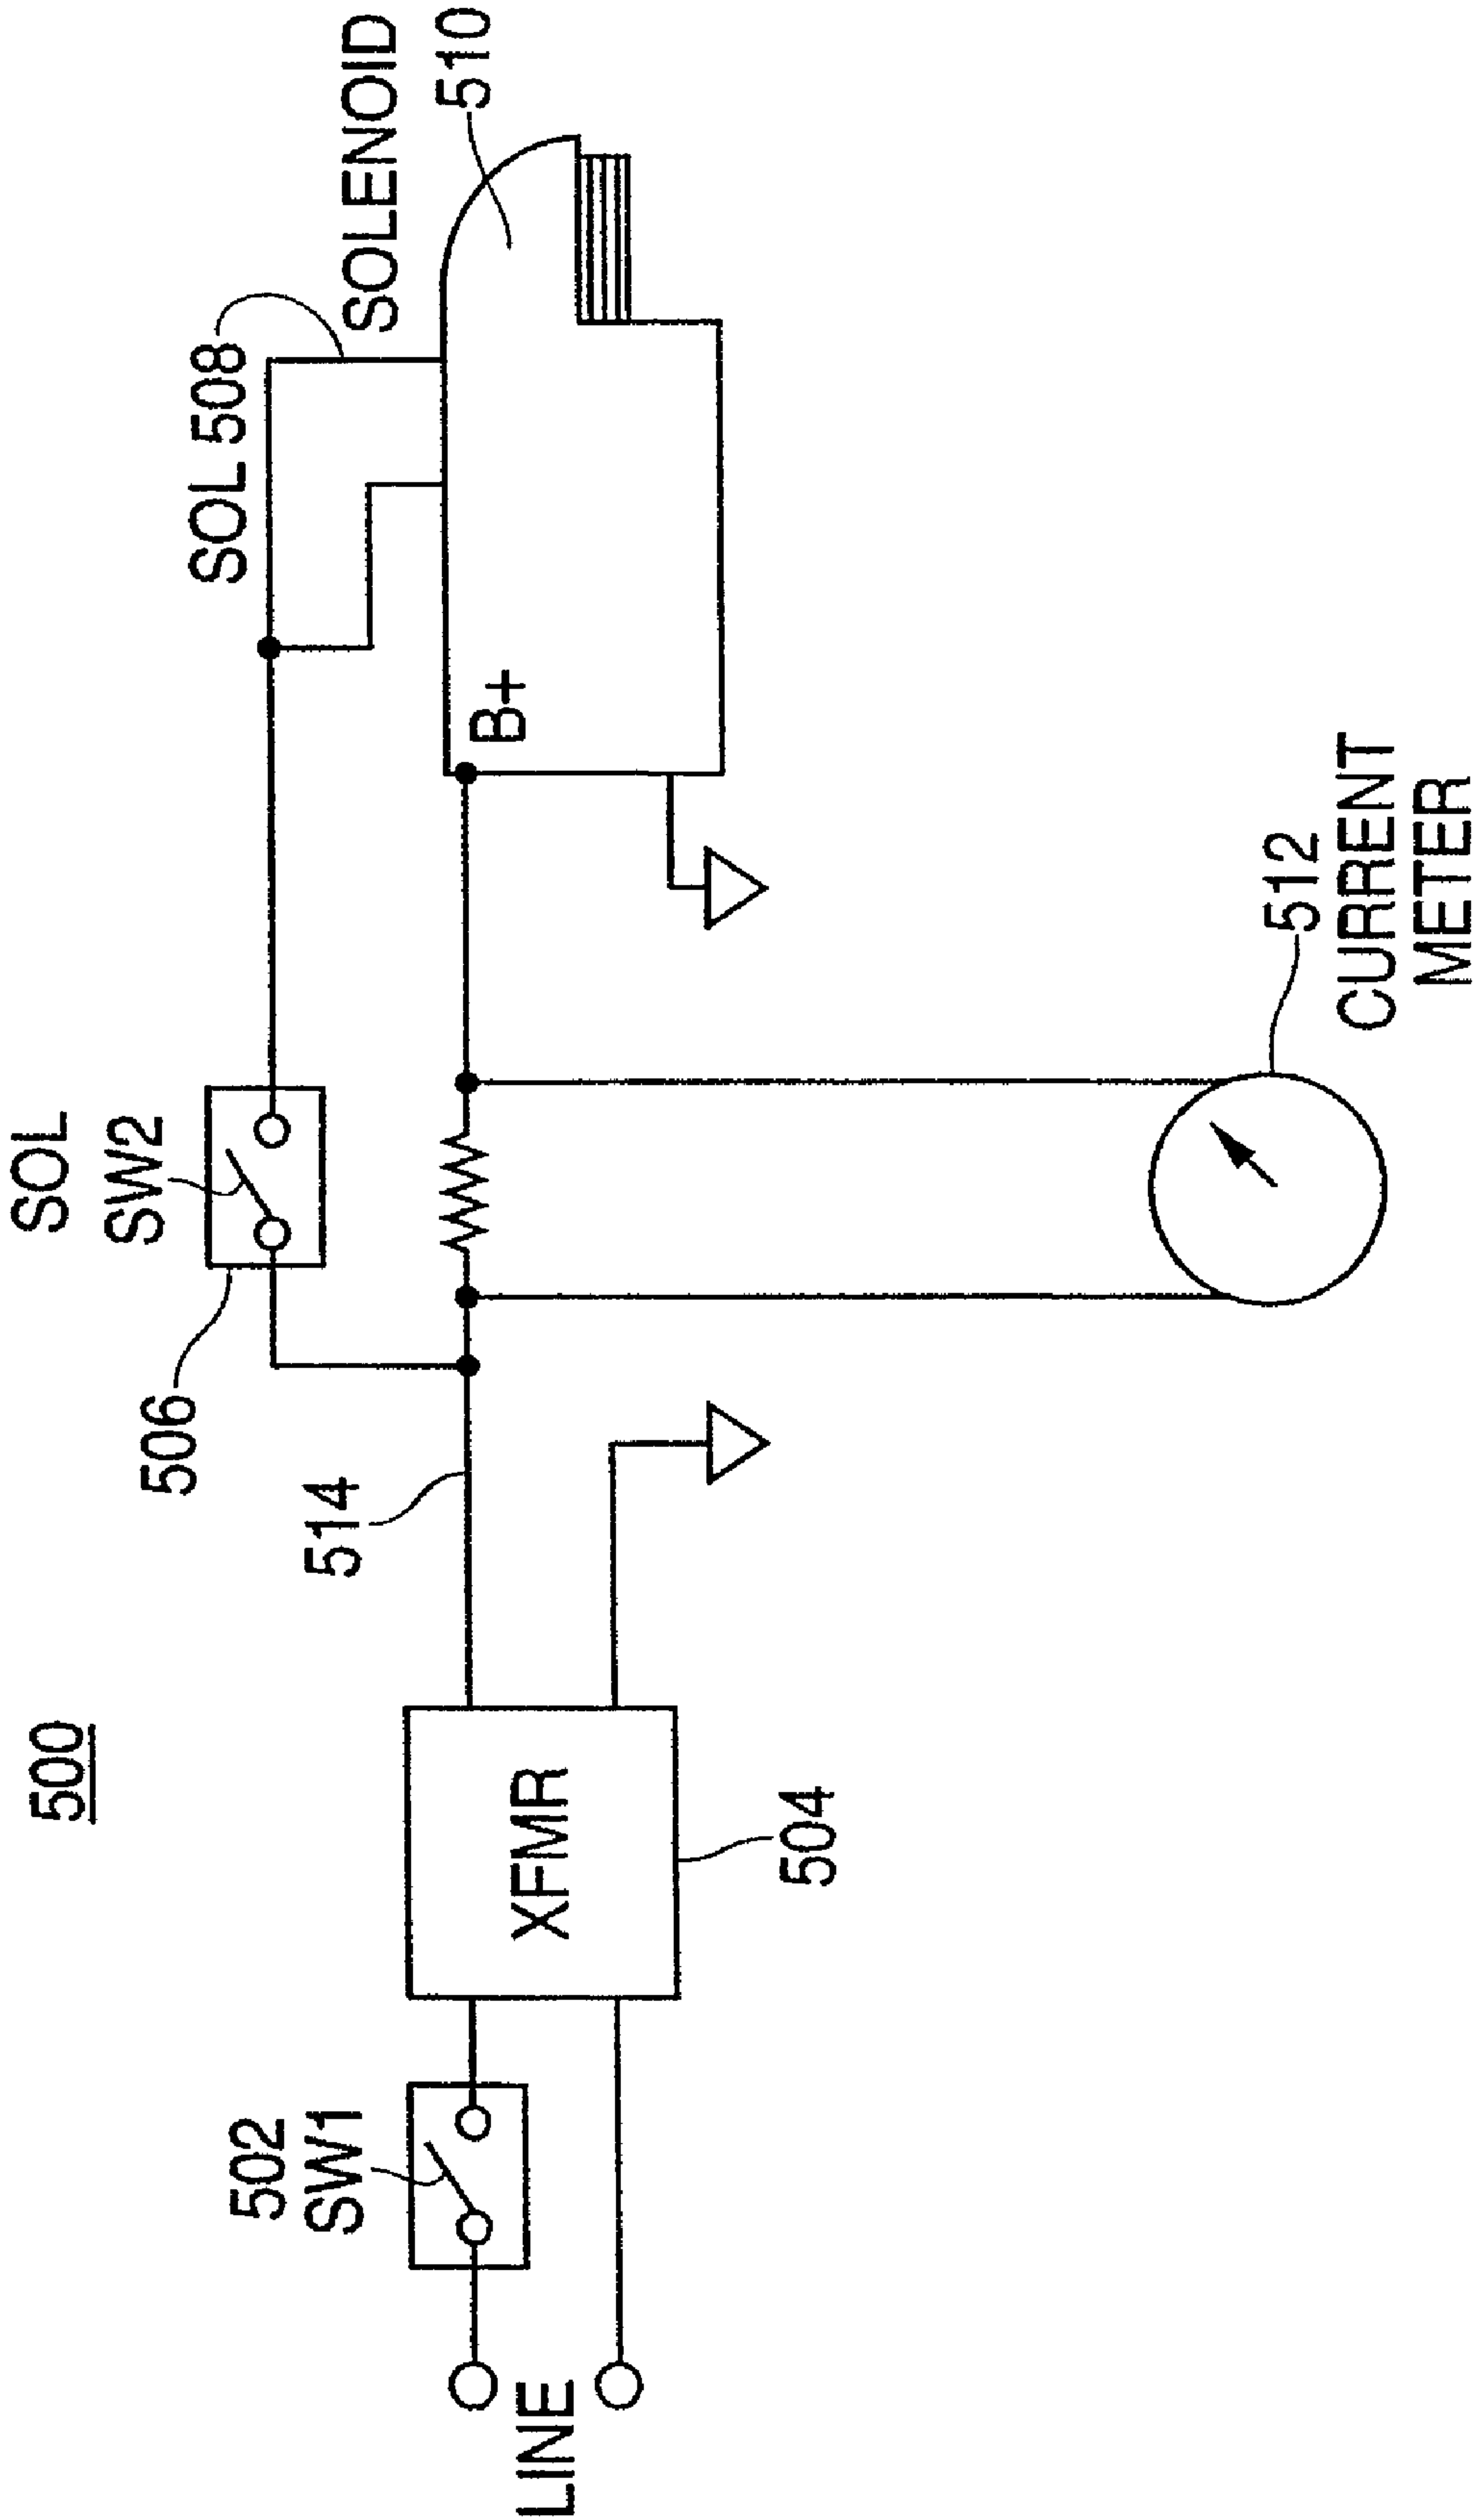 500
SOL
SW2
506
514
SOL 508
SOLENOID
510
B+
502
SW1
XFMR
504
LINE
512
CURRENT
METER